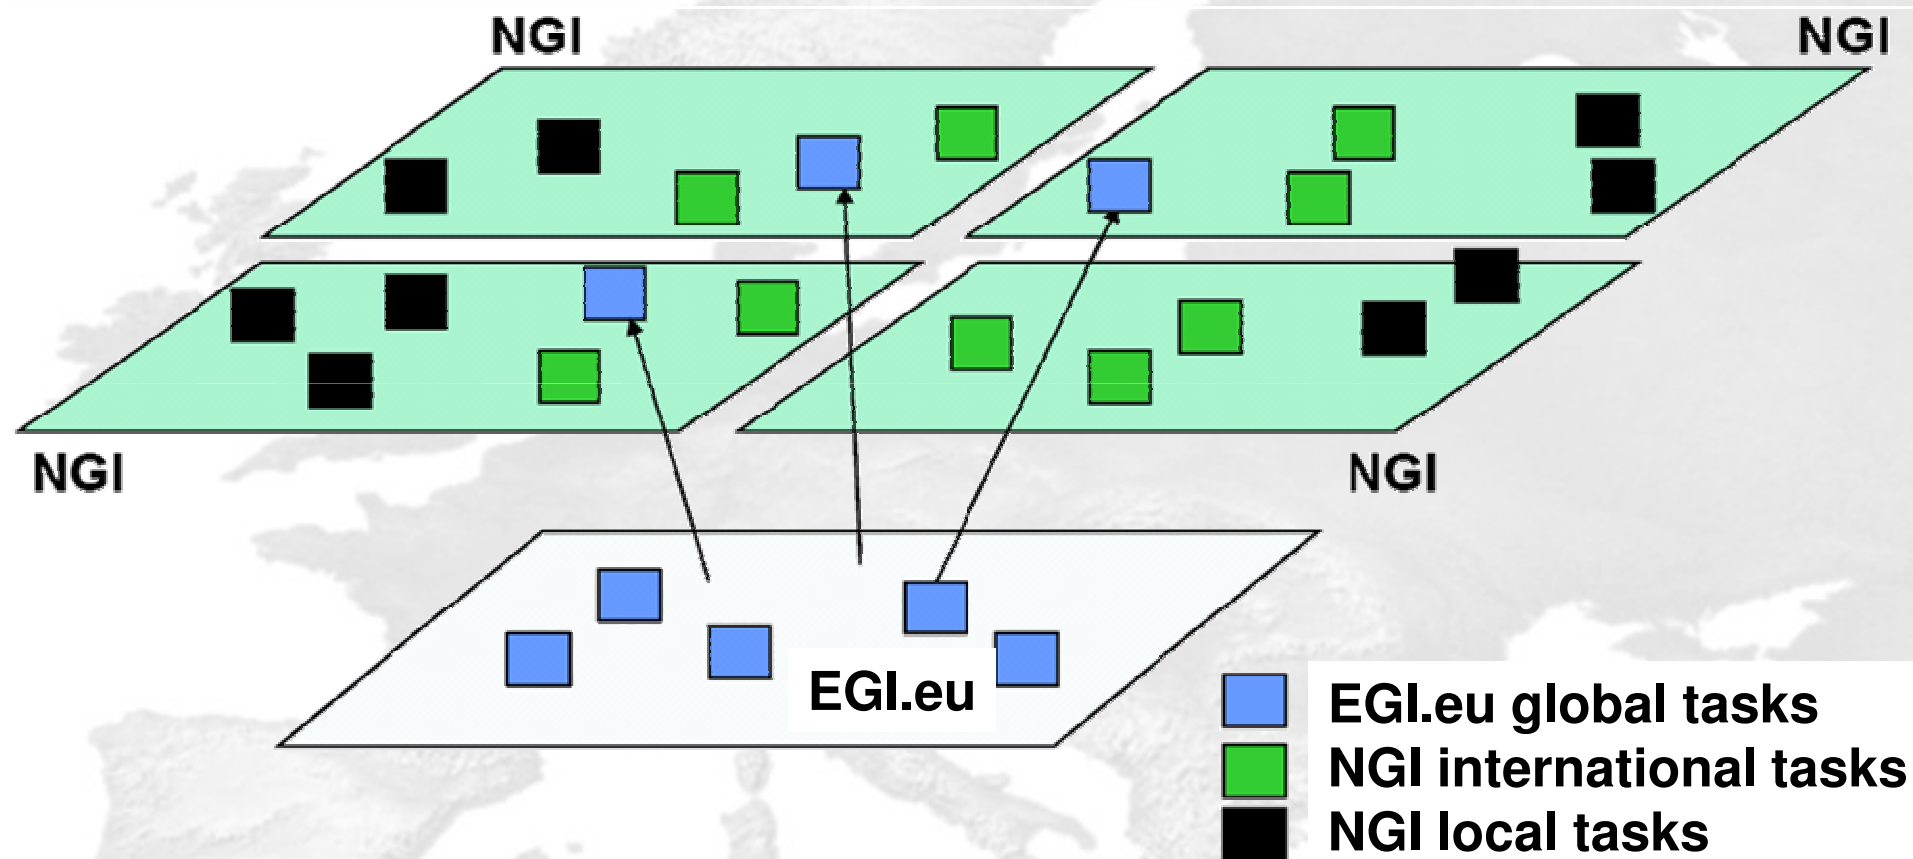 NGI
NGI
NGI
NGI
EGI.eu
EGI.eu global tasks
NGI international tasks
NGI local tasks